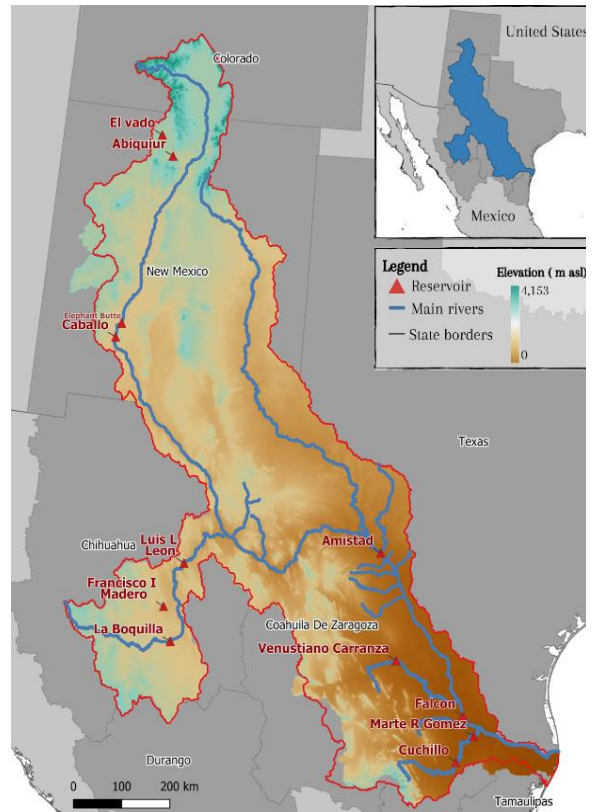 United States
Mexico
Colorado
El vado
Abiquiur
Legend
Reservoir
Main rivers
State borders
Elevation ( m asl)
4,153
0
New Mexico
Elephant Butte
Caballo
Texas
Chihuahua
Luis L
Leon
Amistad
Francisco I
Madero
La Boquilla
Coahuila De Zaragoza
Venustiano Carranza
Falcon
Marte R Gomez
Cuchillo
Durango
0 100 200 km
Tamaulipas